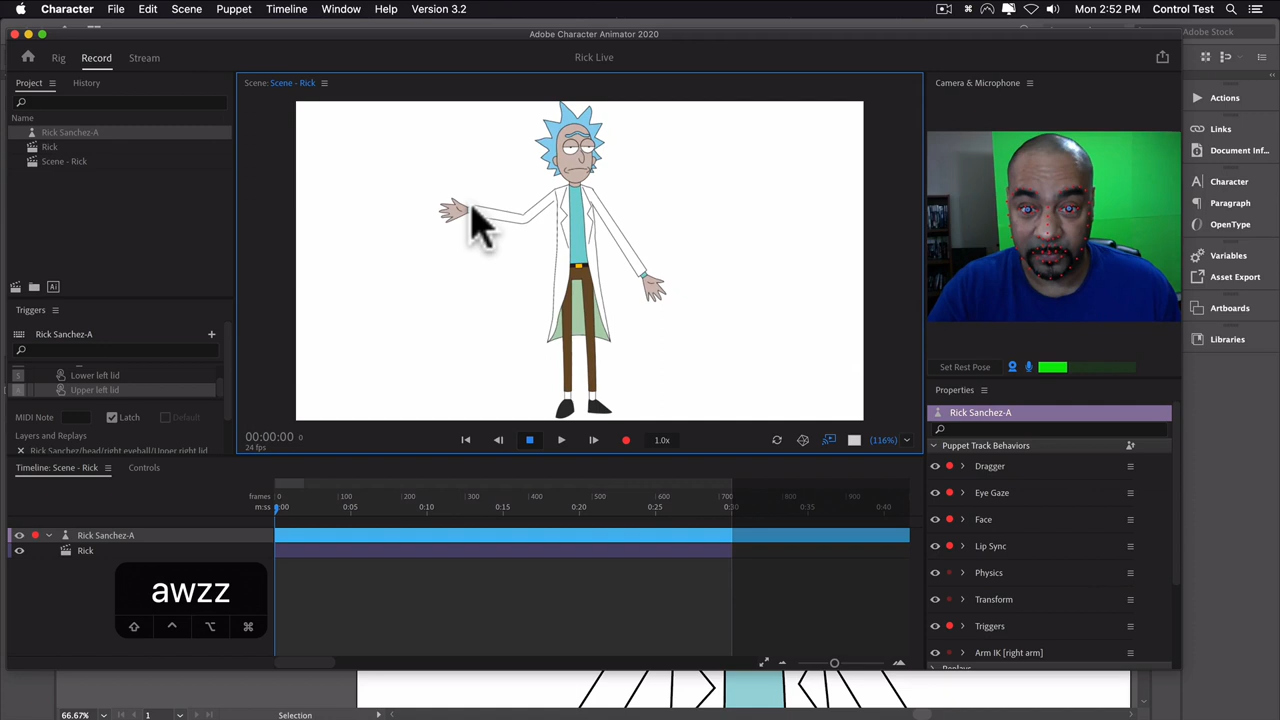 Character File Edit Scene Puppet Timeline Window Help Version 3.2 Mon 2:52 PM Control Test
Adobe Character Animator 2020
Adobe Stock
Rig Record Stream Rick Live
Project History
Scene: Scene - Rick
Camera & Microphone
Name
Rick Sanchez-A
Rick
Scene - Rick
Actions
Links
Document Inf...
Character
Paragraph
OpenType
Variables
Asset Export
Artboards
Libraries
Ai
Triggers
Rick Sanchez-A
S Lower left lid
Upper left lid
MIDI Note Latch Default
Layers and Replays
Rick Sanchez/head/right eyeball/Upper right lid
Set Rest Pose
00:00:00 0
24 fps
1.0x
(116%)
Properties
Rick Sanchez-A
Puppet Track Behaviors
Dragger
Eye Gaze
Face
Lip Sync
Physics
Transform
Triggers
Arm IK [right arm]
Replays
Timeline: Scene - Rick Controls
frames 0 100 200 300 400 500 600 700 800 900
m:ss 0:00 0:05 0:10 0:15 0:20 0:25 0:30 0:35 0:40
Rick Sanchez-A
Rick
awzz
66.67% 1 Selection